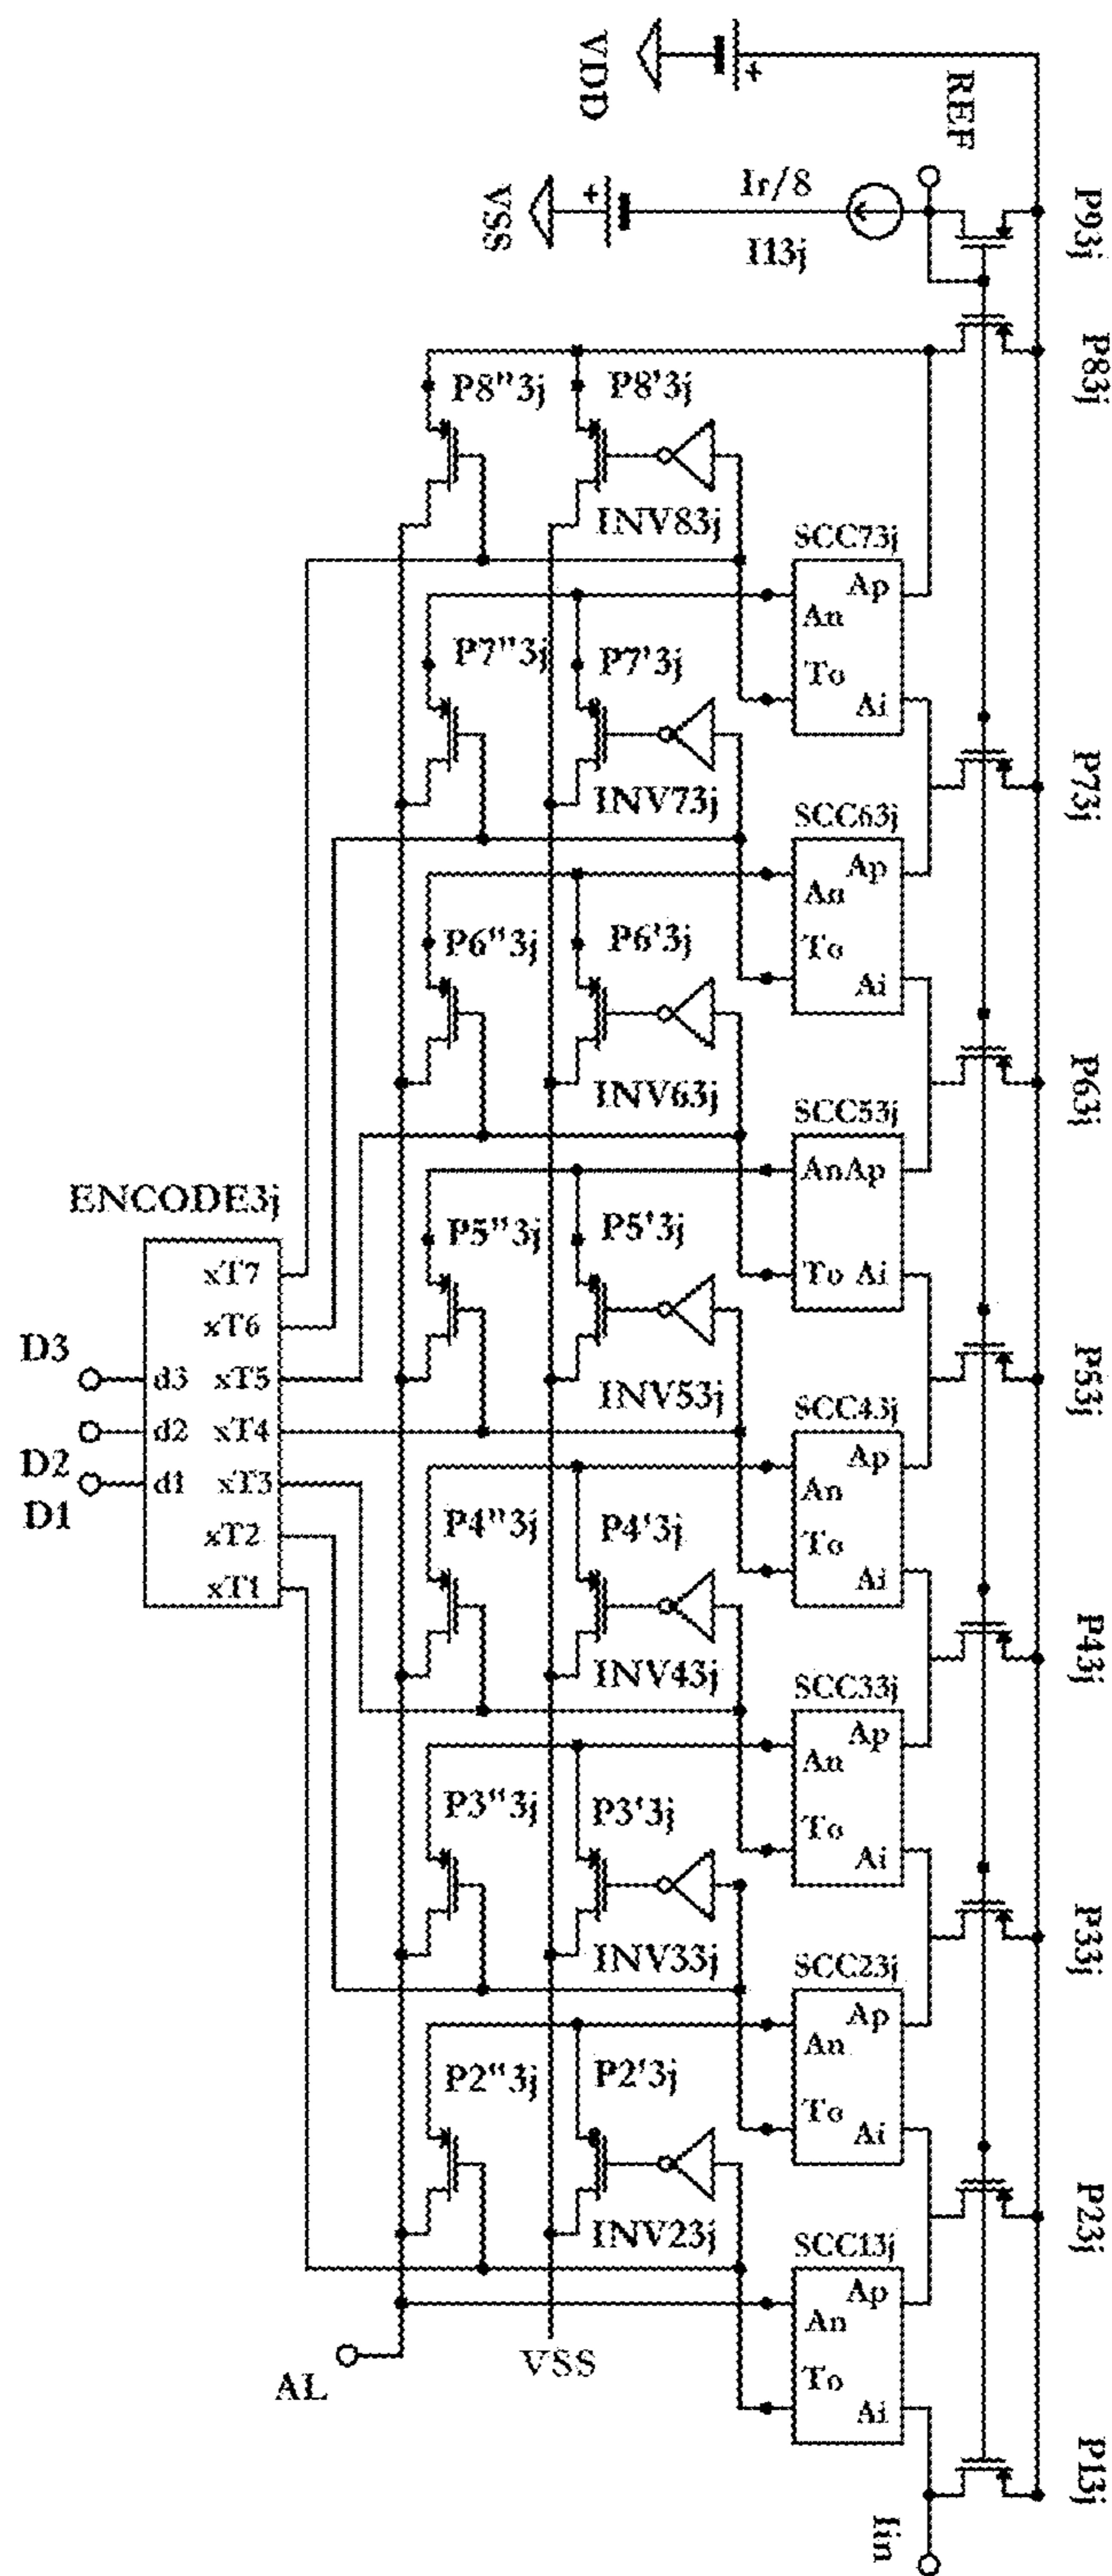 VDD
+
REF
VSS
+
Ir/8
I13j
P93j
P83j
P8"3j
P8'3j
INV83j
SCC73j
Ap
An
To
Ai
P7"3j
P7'3j
INV73j
P73j
SCC63j
Ap
An
To
Ai
P6"3j
P6'3j
INV63j
P63j
SCC53j
An Ap
To Ai
ENCODE3j
P5"3j
P5'3j
INV53j
P53j
xT7
xT6
D3
d3 xT5
d2 xT4
D2
d1 xT3
D1
xT2
xT1
SCC43j
Ap
An
To
Ai
P4"3j
P4'3j
INV43j
P43j
SCC33j
Ap
An
To
Ai
P3"3j
P3'3j
INV33j
P33j
SCC23j
Ap
An
To
Ai
P2"3j
P2'3j
INV23j
P23j
SCC13j
Ap
An
To
Ai
VSS
AL
P13j
Iin